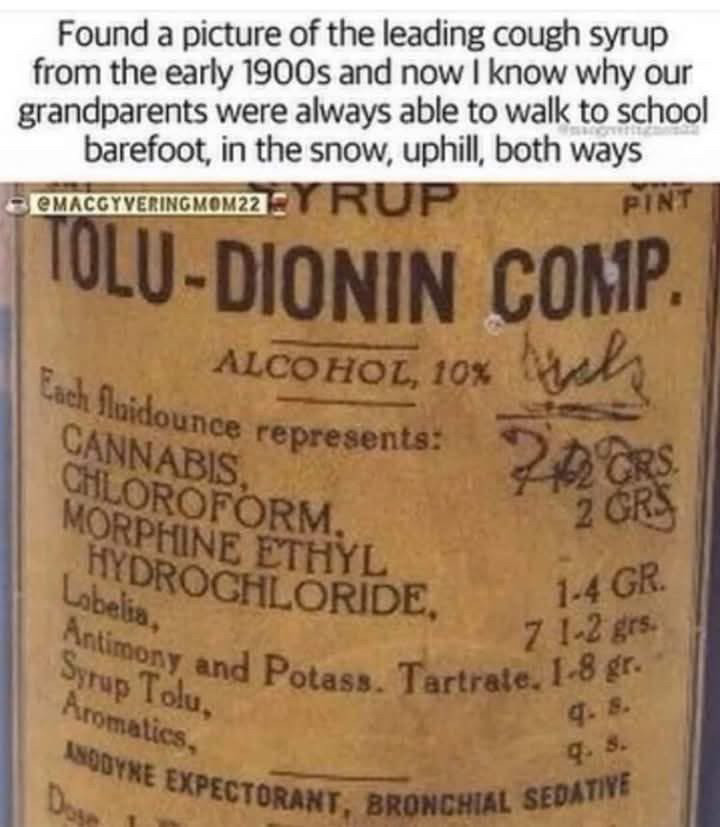 Found a picture of the leading cough syrup
from the early 1900s and now I know why our
grandparents were always able to walk to school
barefoot, in the snow, uphill, both ways
@MACGYVERINGMOM22
PINT
TOLU-DIONIN COMP.
ALCOHOL, 10%
Each fluidounce represents:
CANNABIS, GRS.
CHLOROFORM, 2 GRS
MORPHINE ETHYL
HYDROCHLORIDE, 1-4 GR.
Lobelia, 7 1-2 grs.
Antimony and Potass. Tartrate, 1-8 gr.
Syrup Tolu, q. s.
Aromatics, q. s.
ANODYNE EXPECTORANT, BRONCHIAL SEDATIVE
Dose